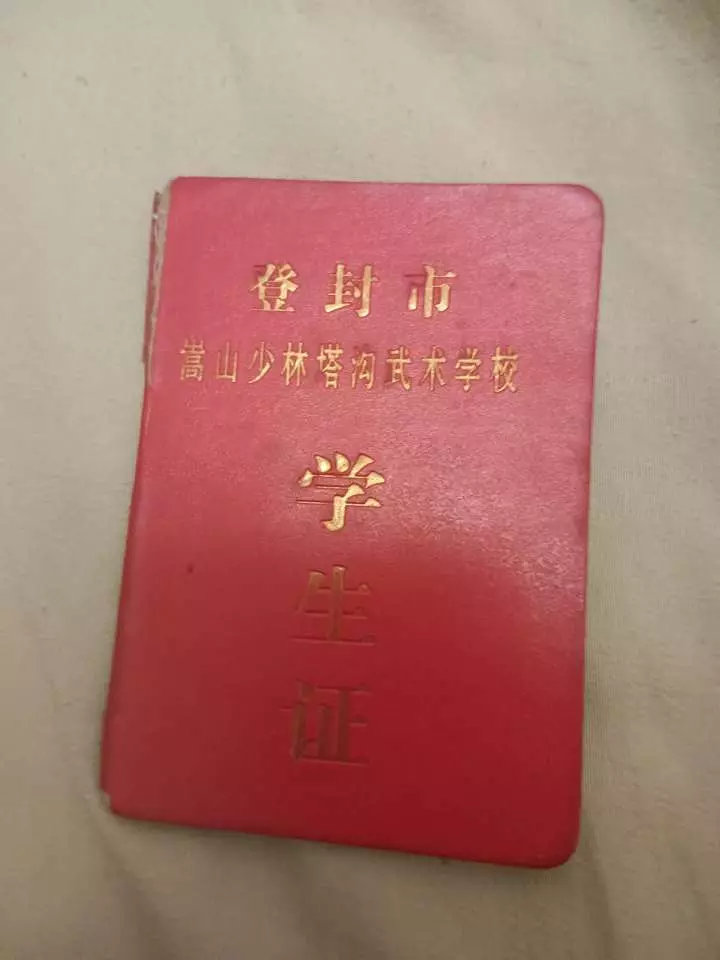 登封市
嵩山少林塔沟武术学校
学
生
证